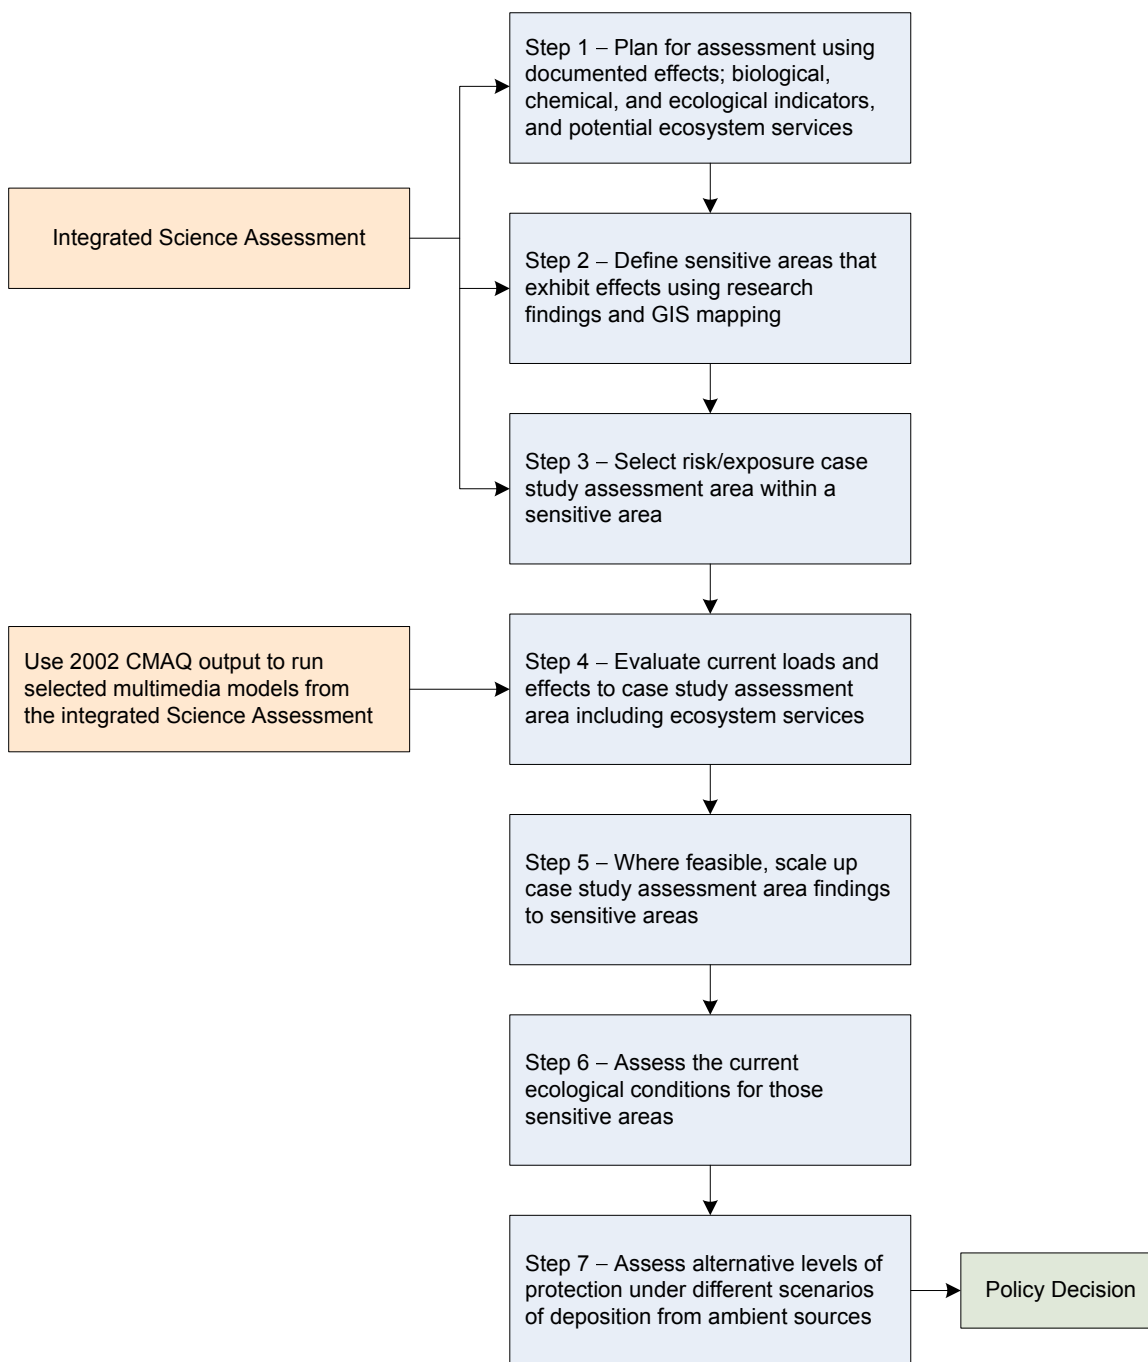 Step 1 – Plan for assessment using
documented effects; biological,
chemical, and ecological indicators,
and potential ecosystem services
Integrated Science Assessment
Step 2 – Define sensitive areas that
exhibit effects using research
findings and GIS mapping
Step 3 – Select risk/exposure case
study assessment area within a
sensitive area
Use 2002 CMAQ output to run
selected multimedia models from
the integrated Science Assessment
Step 4 – Evaluate current loads and
effects to case study assessment
area including ecosystem services
Step 5 – Where feasible, scale up
case study assessment area findings
to sensitive areas
Step 6 – Assess the current
ecological conditions for those
sensitive areas
Step 7 – Assess alternative levels of
protection under different scenarios
of deposition from ambient sources
Policy Decision